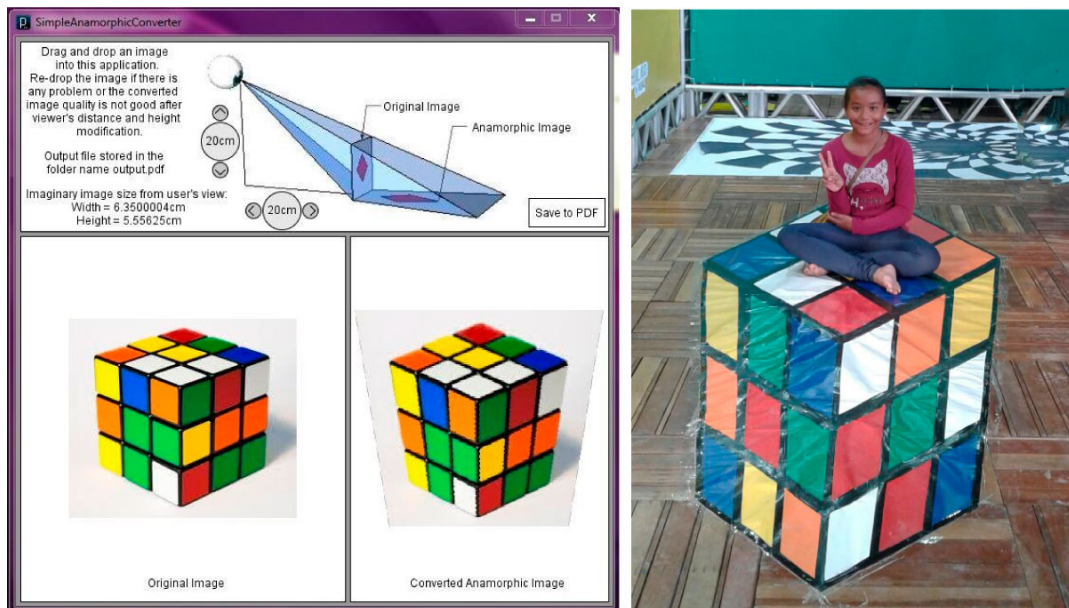 SimpleAnamorphicConverter
Drag and drop an image
into this application.
Re-drop the image if there is
any problem or the converted
image quality is not good after
viewer's distance and height
modification.
Output file stored in the
folder name output.pdf
Imaginary image size from user's view:
Width = 6.3500004cm
Height = 5.55625cm
20cm
20cm
Original Image
Anamorphic Image
Save to PDF
Original Image
Converted Anamorphic Image